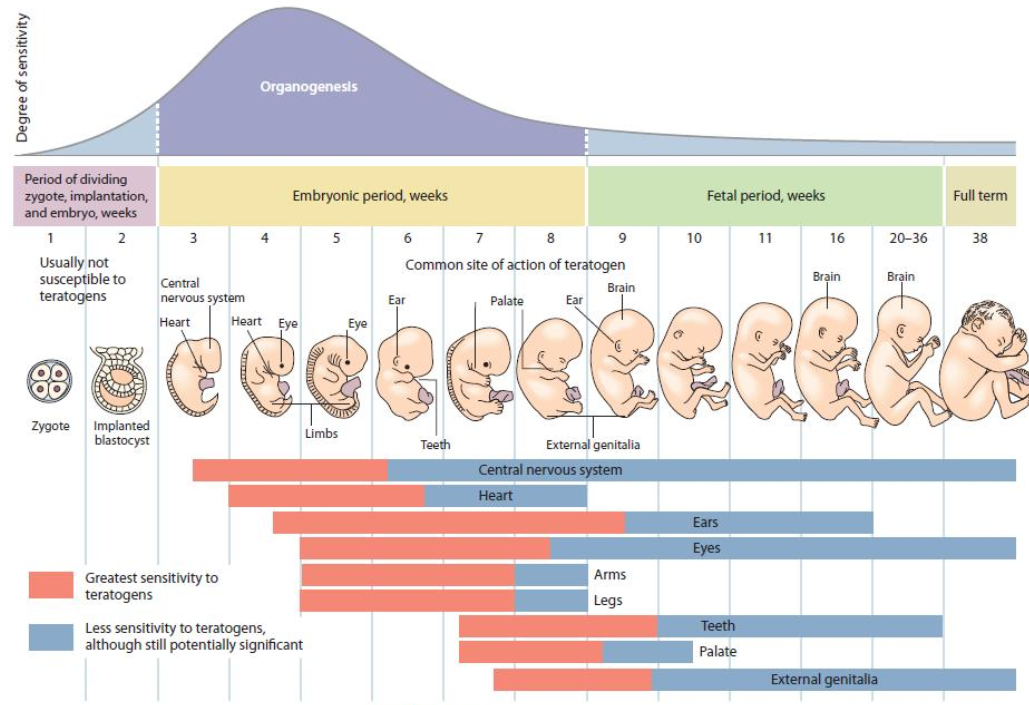 Degree of sensitivity
Organogenesis
Period of dividing
zygote, implantation,
and embryo, weeks
Embryonic period, weeks
Fetal period, weeks
Full term
1 2 3 4 5 6 7 8 9 10 11 16 20–36 38
Usually not
susceptible to
teratogens
Common site of action of teratogen
Central
nervous system
Heart
Heart
Eye
Eye
Ear
Palate
Ear
Brain
Brain
Brain
Zygote
Implanted
blastocyst
Limbs
Teeth
External genitalia
Central nervous system
Heart
Ears
Eyes
Arms
Legs
Teeth
Palate
External genitalia
Greatest sensitivity to
teratogens
Less sensitivity to teratogens,
although still potentially significant